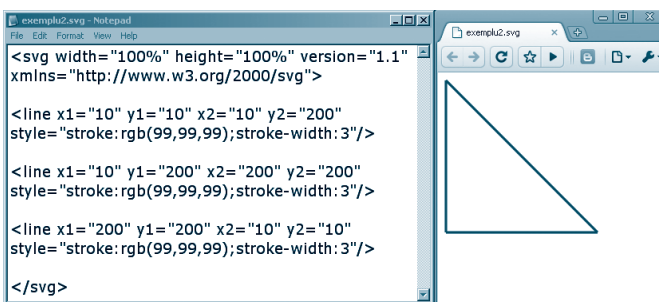 exemplu2.svg - Notepad
File Edit Format View Help
<svg width="100%" height="100%" version="1.1"
xmlns="http://www.w3.org/2000/svg">
<line x1="10" y1="10" x2="10" y2="200"
style="stroke:rgb(99,99,99);stroke-width:3"/>
<line x1="10" y1="200" x2="200" y2="200"
style="stroke:rgb(99,99,99);stroke-width:3"/>
<line x1="200" y1="200" x2="10" y2="10"
style="stroke:rgb(99,99,99);stroke-width:3"/>
</svg>
exemplu2.svg